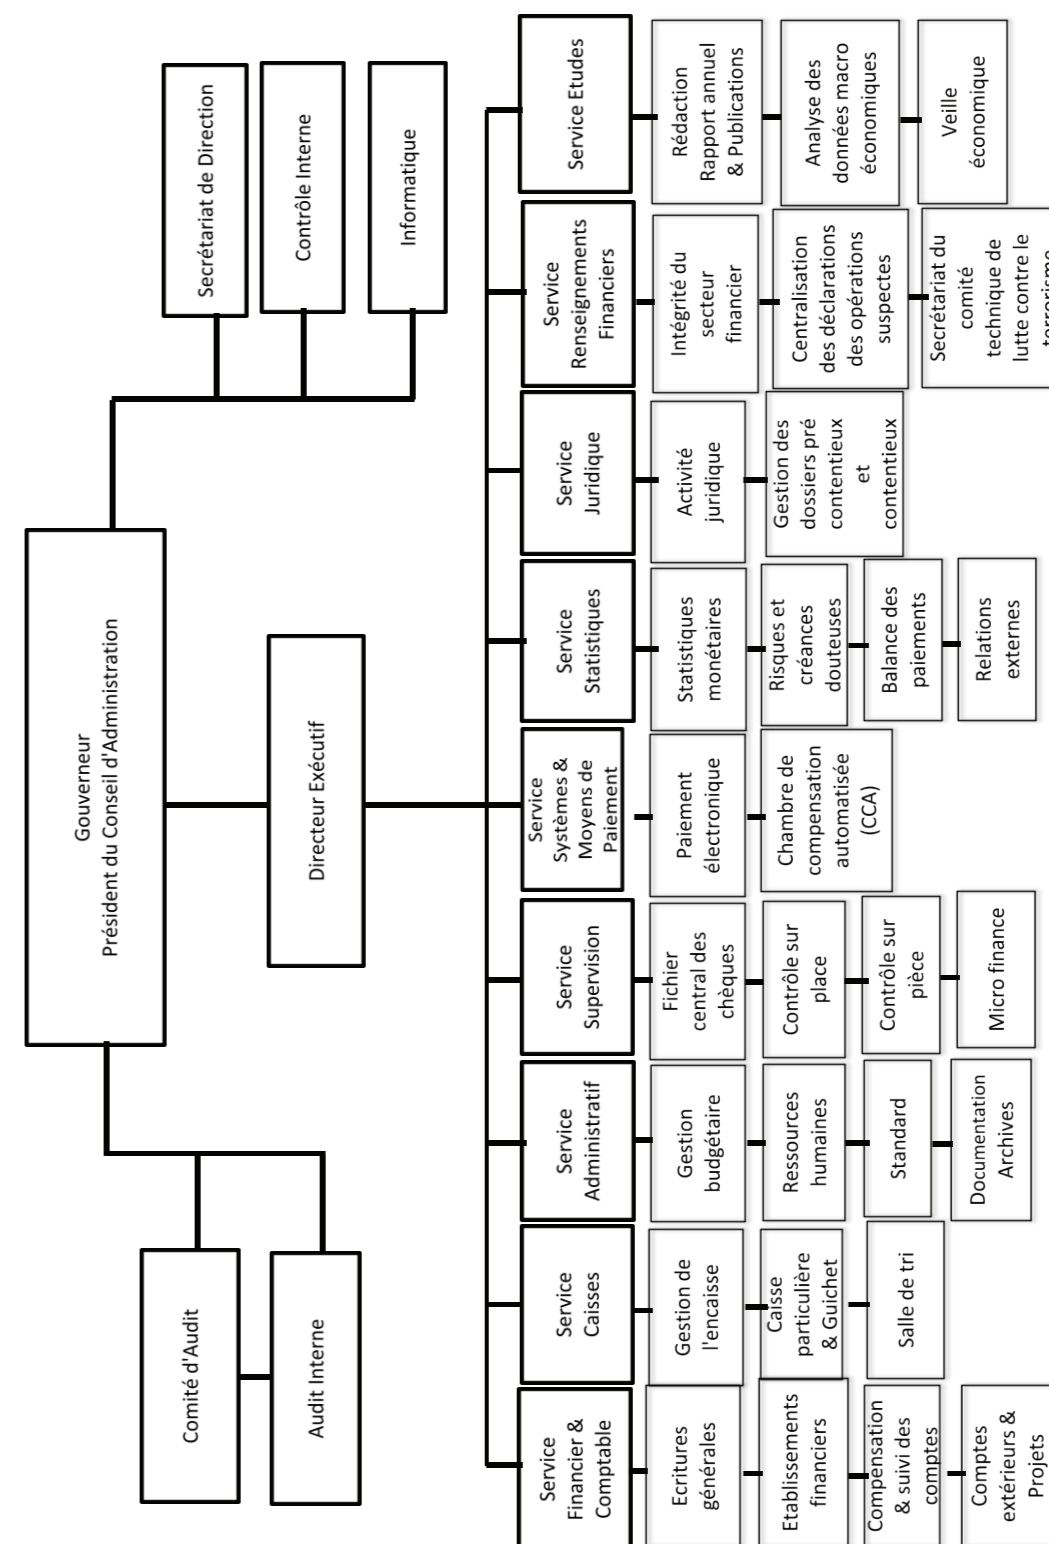 Gouverneur
Président du Conseil d'Administration
Comité d'Audit
Audit Interne
Secrétariat de Direction
Contrôle Interne
Informatique
Directeur Exécutif
Service
Financier &
Comptable
Ecritures
générales
Etablissements
financiers
Compensation
& suivi des
comptes
Comptes
extérieurs &
Projets
Service
Caisses
Gestion de
l'encaisse
Caisse
particulière
& Guichet
Salle de tri
Service
Administratif
Gestion
budgétaire
Ressources
humaines
Standard
Documentation
Archives
Service
Supervision
Fichier
central des
chèques
Contrôle sur
place
Contrôle sur
pièce
Micro finance
Service
Systèmes &
Moyens de
Paiement
Paiement
électronique
Chambre de
compensation
automatisée
(CCA)
Service
Statistiques
Statistiques
monétaires
Risques et
créances
douteuses
Balance des
paiements
Relations
externes
Service
Juridique
Activité
juridique
Gestion des
dossiers pré
contentieux
et
contentieux
Service
Renseignements
Financiers
Intégrité du
secteur
financier
Centralisation
des déclarations
des opérations
suspectes
Secrétariat du
comité
technique de
lutte contre le
terrorisme
Service Etudes
Rédaction
Rapport annuel
& Publications
Analyse des
données macro
économiques
Veille
économique